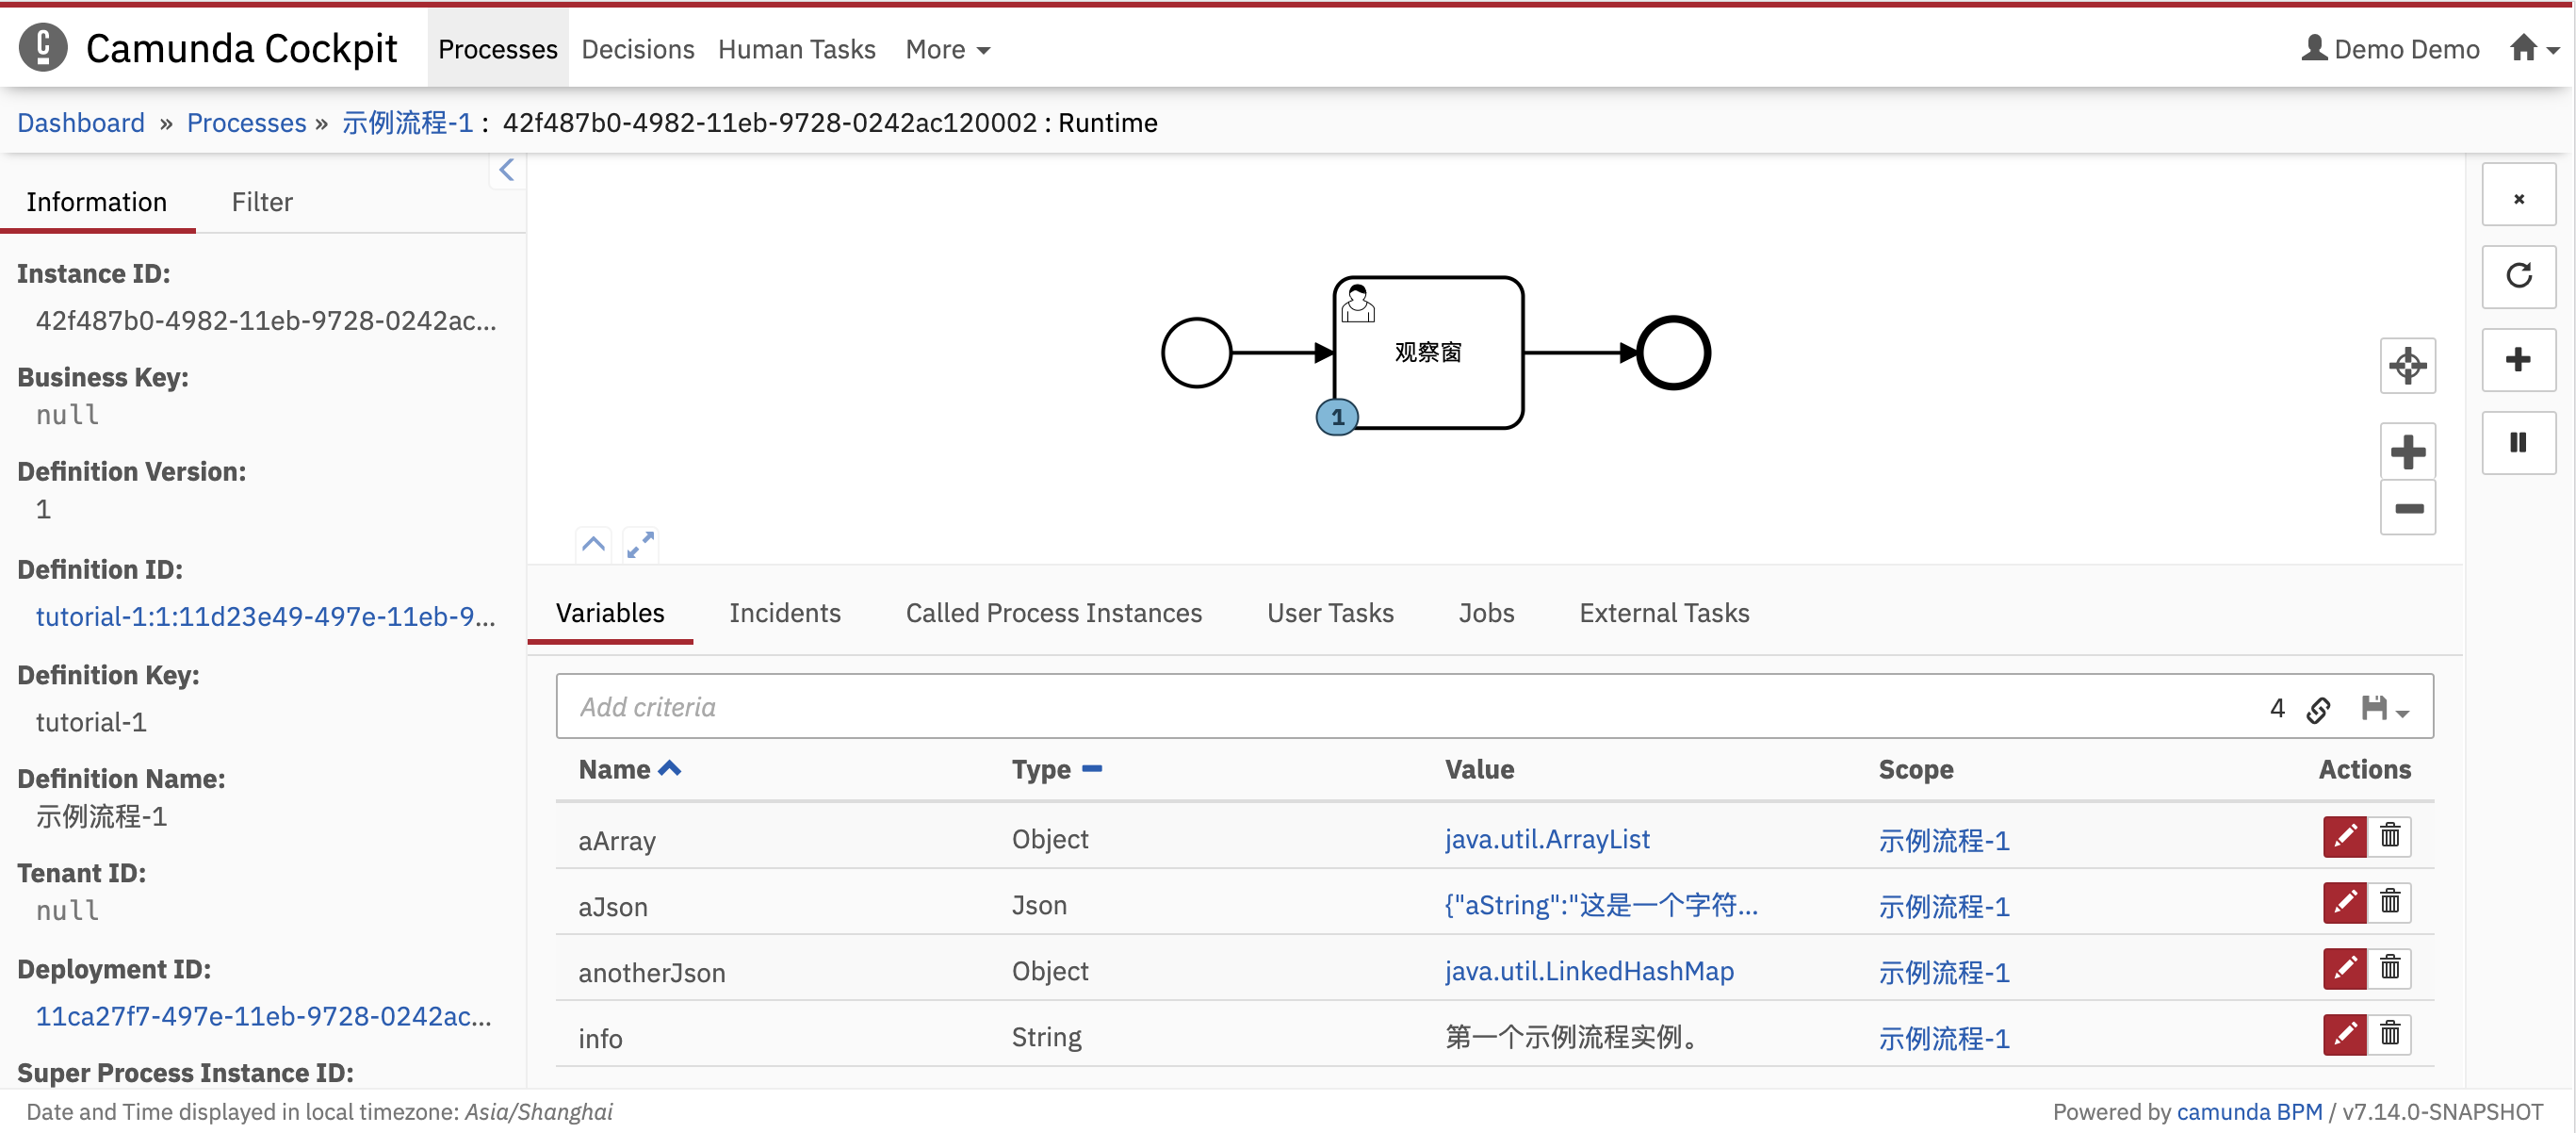 Camunda Cockpit Processes Decisions Human Tasks More Demo Demo
Dashboard » Processes » 示例流程-1 : 42f487b0-4982-11eb-9728-0242ac120002 : Runtime
Information Filter
Instance ID:
42f487b0-4982-11eb-9728-0242ac...
Business Key:
null
Definition Version:
1
Definition ID:
tutorial-1:1:11d23e49-497e-11eb-9...
Definition Key:
tutorial-1
Definition Name:
示例流程-1
Tenant ID:
null
Deployment ID:
11ca27f7-497e-11eb-9728-0242ac...
Super Process Instance ID:
观察窗
1
Variables Incidents Called Process Instances User Tasks Jobs External Tasks
Add criteria 4
Name Type Value Scope Actions
aArray Object java.util.ArrayList 示例流程-1
aJson Json {"aString":"这是一个字符... 示例流程-1
anotherJson Object java.util.LinkedHashMap 示例流程-1
info String 第一个示例流程实例。 示例流程-1
Date and Time displayed in local timezone: Asia/Shanghai Powered by camunda BPM / v7.14.0-SNAPSHOT